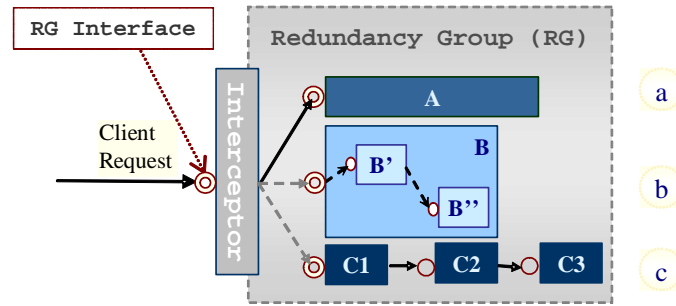 RG Interface
Redundancy Group (RG)
Interceptor
Client
Request
A
a
B
B'
B''
b
C1
C2
C3
c